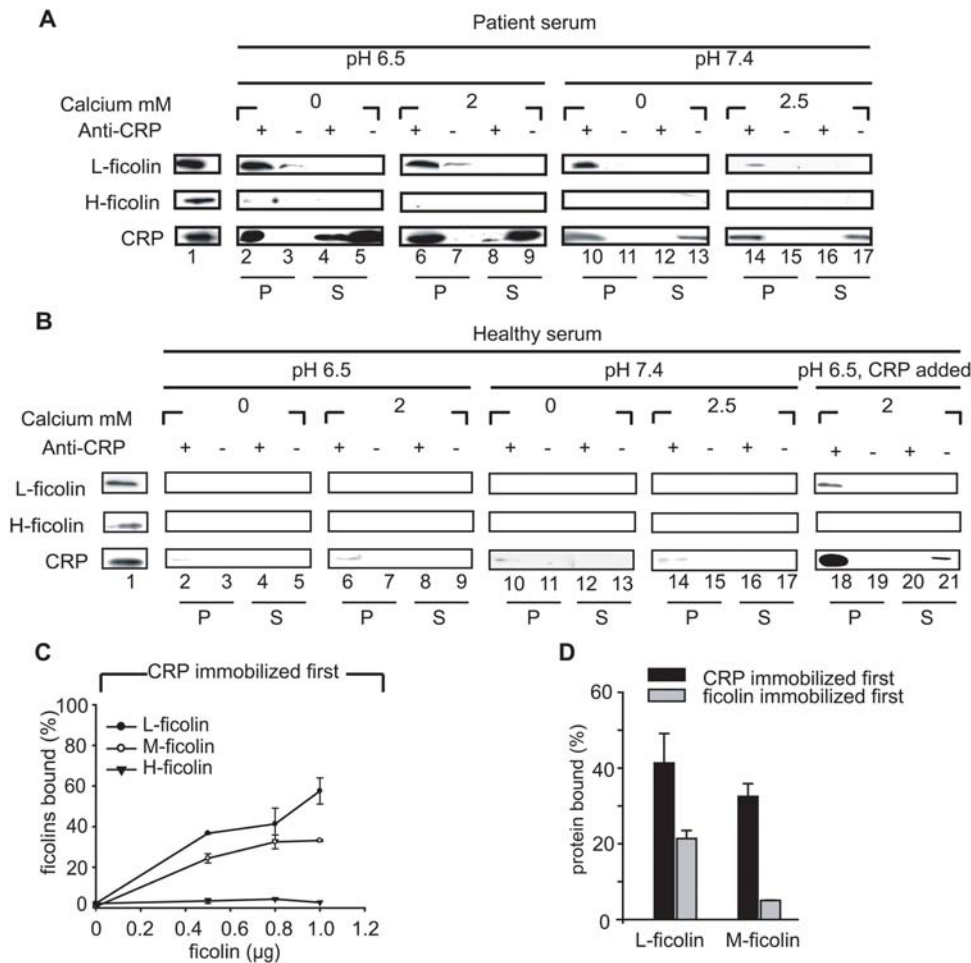 A
Patient serum
pH 6.5 pH 7.4
Calcium mM 0 2 0 2.5
Anti-CRP + - + - + - + - + - + - + - + -
L-ficolin
H-ficolin
CRP
1 2 3 4 5 6 7 8 9 10 11 12 13 14 15 16 17
P S P S P S P S
B
Healthy serum
pH 6.5 pH 7.4 pH 6.5, CRP added
Calcium mM 0 2 0 2.5 2
Anti-CRP + - + - + - + - + - + - + - + - + - + -
L-ficolin
H-ficolin
CRP
1 2 3 4 5 6 7 8 9 10 11 12 13 14 15 16 17 18 19 20 21
P S P S P S P S P S
C
CRP immobilized first
ficolins bound (%)
100
80
60
40
20
0
L-ficolin
M-ficolin
H-ficolin
0 0.2 0.4 0.6 0.8 1.0 1.2
ficolin (µg)
D
CRP immobilized first
ficolin immobilized first
protein bound (%)
60
40
20
0
L-ficolin M-ficolin